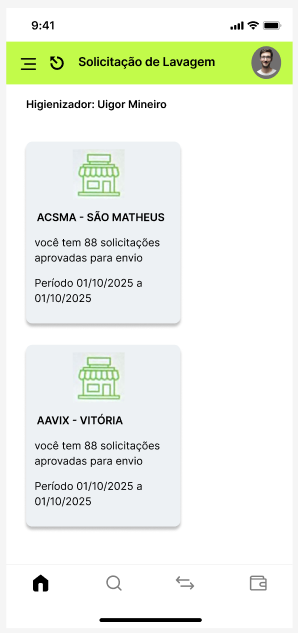 9:41
Solicitação de Lavagem
Higienizador: Uigor Mineiro
ACSMA - SÃO MATHEUS
você tem 88 solicitações
aprovadas para envio
Período 01/10/2025 a
01/10/2025
AAVIX - VITÓRIA
você tem 88 solicitações
aprovadas para envio
Período 01/10/2025 a
01/10/2025